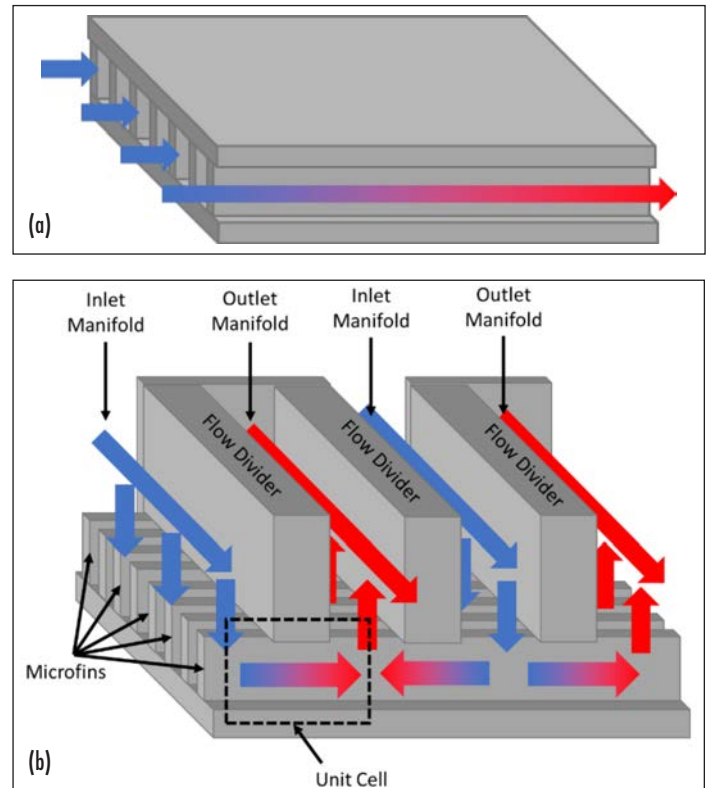 (a)
Inlet
Manifold
Outlet
Manifold
Inlet
Manifold
Outlet
Manifold
Flow Divider
Flow Divider
Flow Divider
Microfins
Unit Cell
(b)